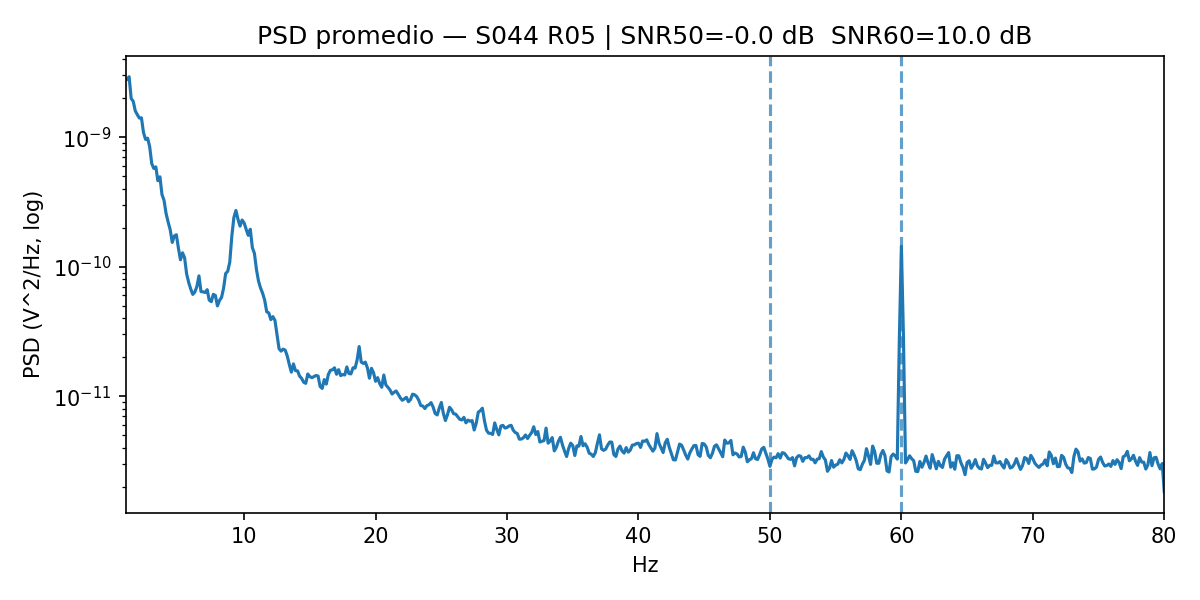 PSD promedio — S044 R05 | SNR50=-0.0 dB  SNR60=10.0 dB
PSD (V^2/Hz, log)
10⁻⁹
10⁻¹⁰
10⁻¹¹
10 20 30 40 50 60 70 80
Hz